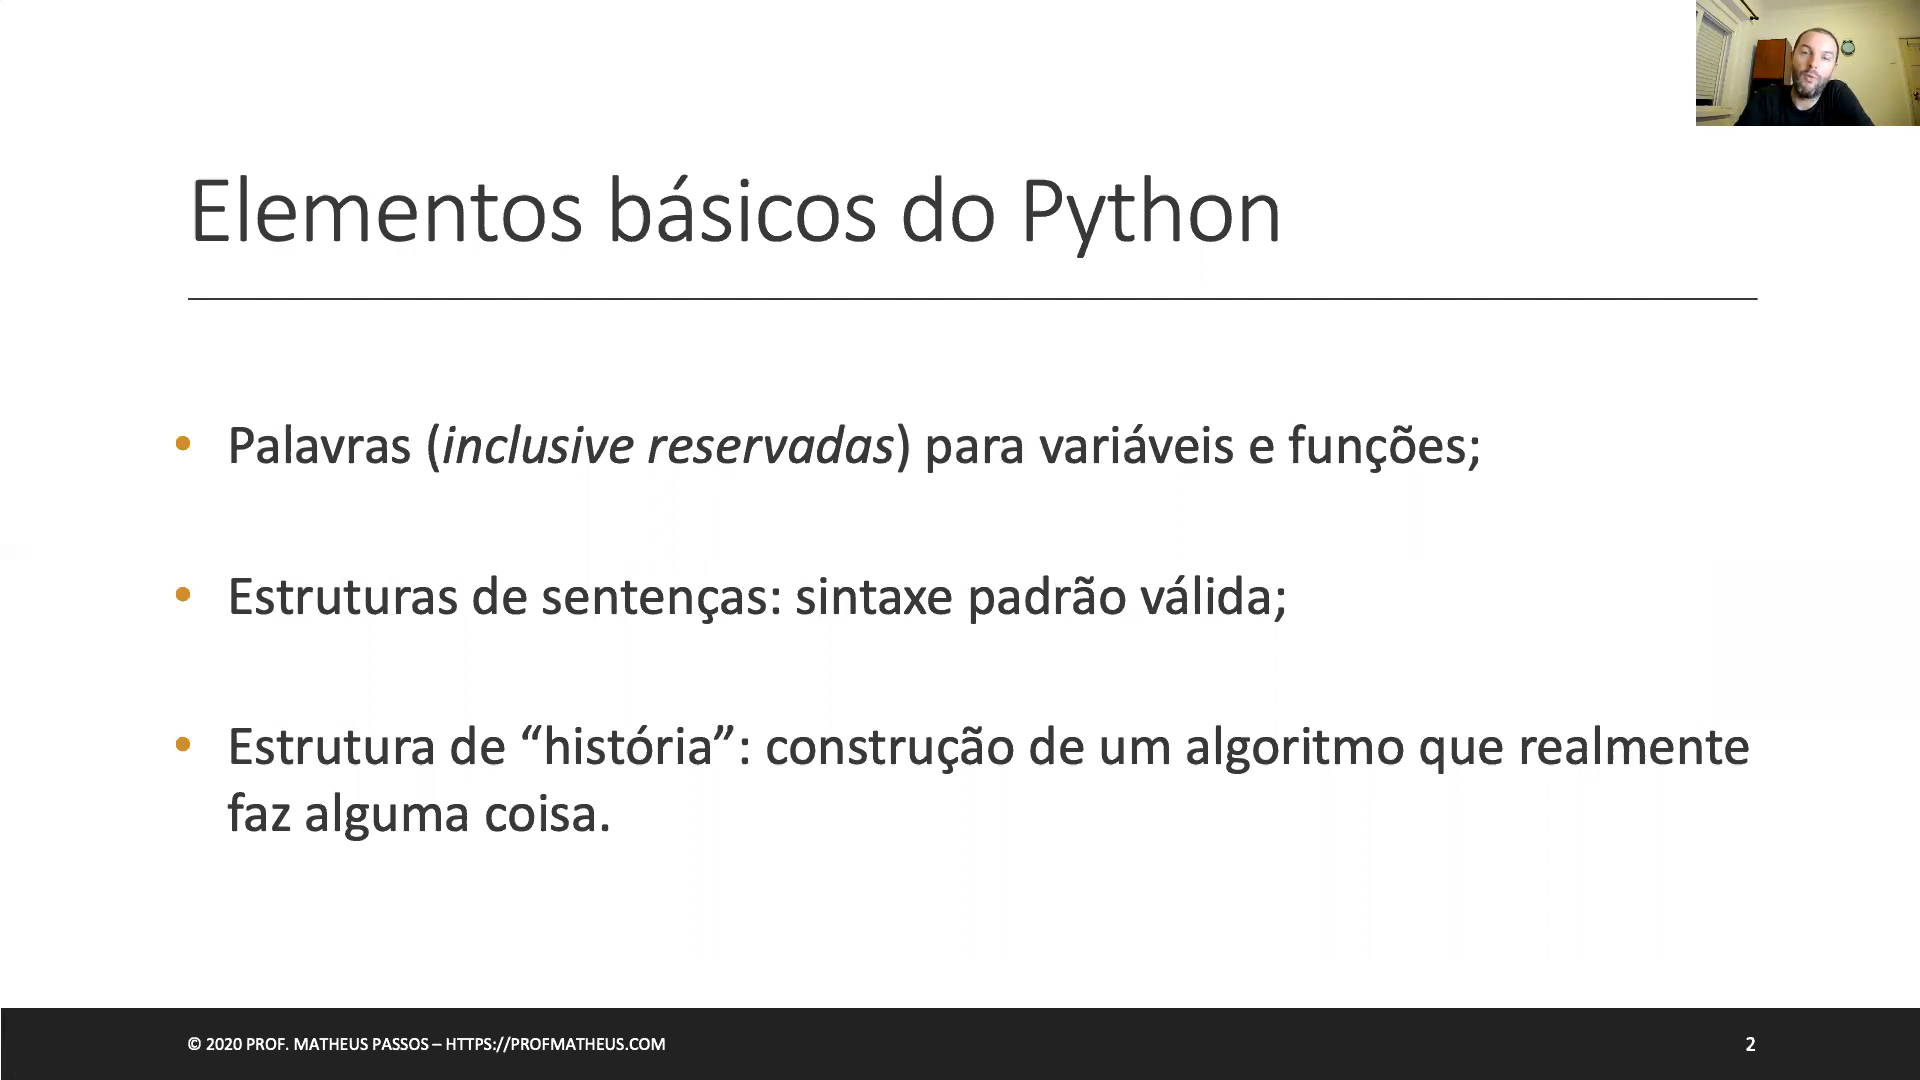 Elementos básicos do Python
• Palavras (inclusive reservadas) para variáveis e funções;
• Estruturas de sentenças: sintaxe padrão válida;
• Estrutura de “história”: construção de um algoritmo que realmente
faz alguma coisa.
© 2020 PROF. MATHEUS PASSOS – HTTPS://PROFMATHEUS.COM
2